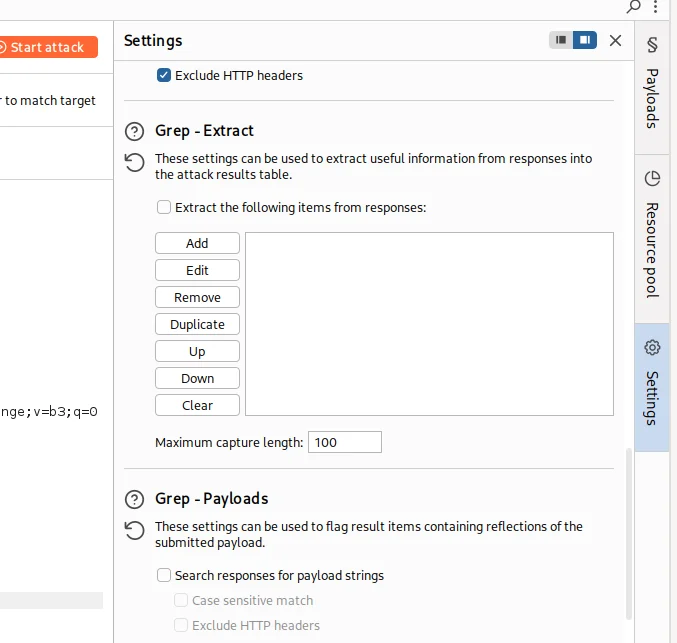 Start attack
Settings
to match target
Exclude HTTP headers
Grep - Extract
These settings can be used to extract useful information from responses into
the attack results table.
Extract the following items from responses:
Add
Edit
Remove
Duplicate
Up
Down
Clear
nge;v=b3;q=0
Maximum capture length: 100
Grep - Payloads
These settings can be used to flag result items containing reflections of the
submitted payload.
Search responses for payload strings
Case sensitive match
Exclude HTTP headers
Payloads
Resource pool
Settings